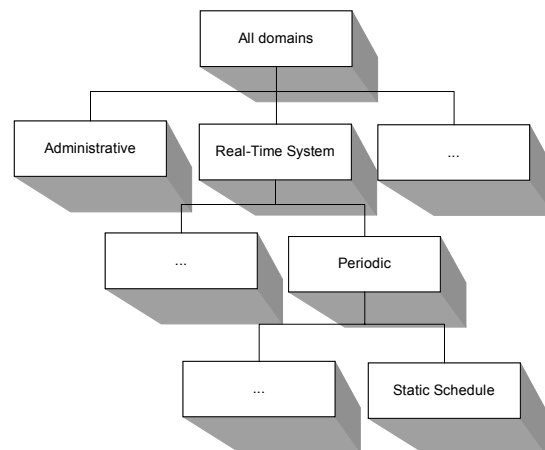 All domains
Administrative
Real-Time System
...
...
Periodic
...
Static Schedule